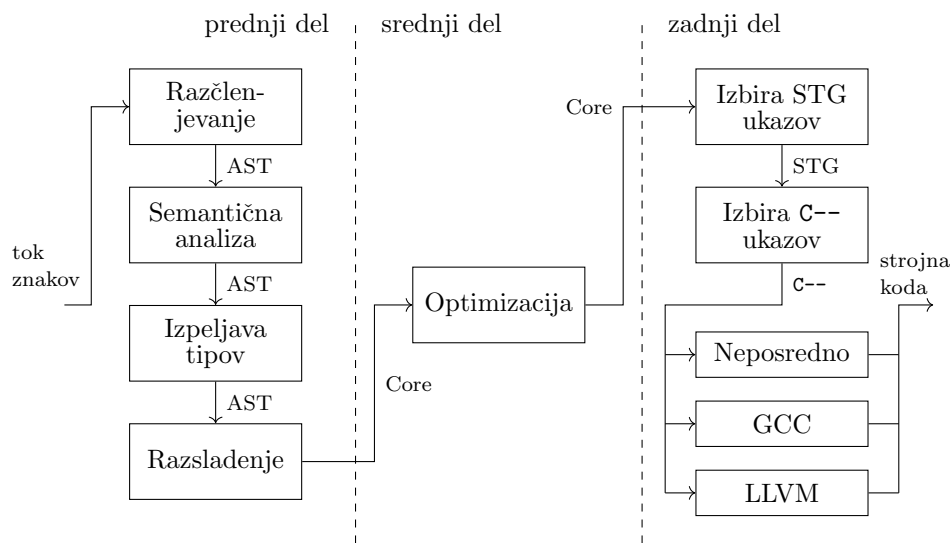 prednji del
srednji del
zadnji del
Razčlen-
jevanje
AST
Semantična
analiza
AST
Izpeljava
tipov
AST
Razsladenje
tok
znakov
Core
Optimizacija
Core
Izbira STG
ukazov
STG
Izbira C--
ukazov
C--
Neposredno
GCC
LLVM
strojna
koda